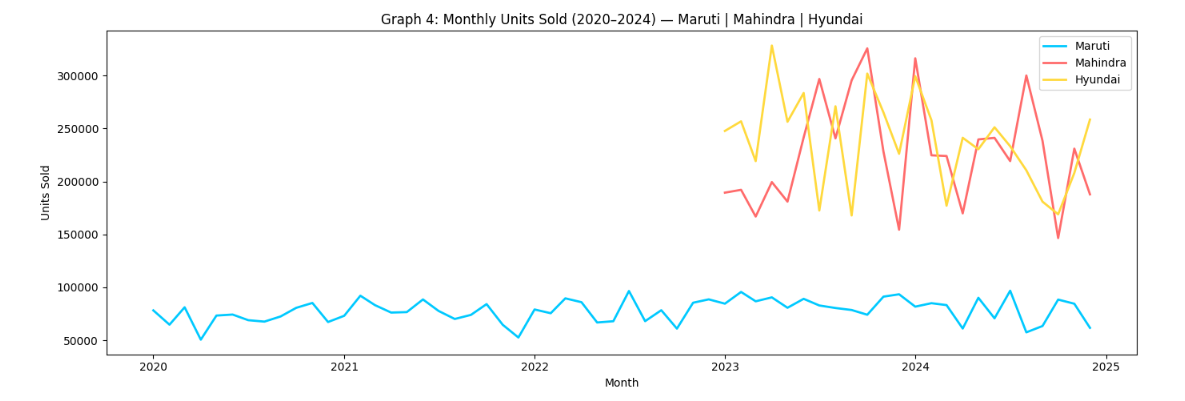 Graph 4: Monthly Units Sold (2020–2024) — Maruti | Mahindra | Hyundai
Maruti
Mahindra
Hyundai
300000
250000
200000
150000
100000
50000
Units Sold
2020 2021 2022 2023 2024 2025
Month